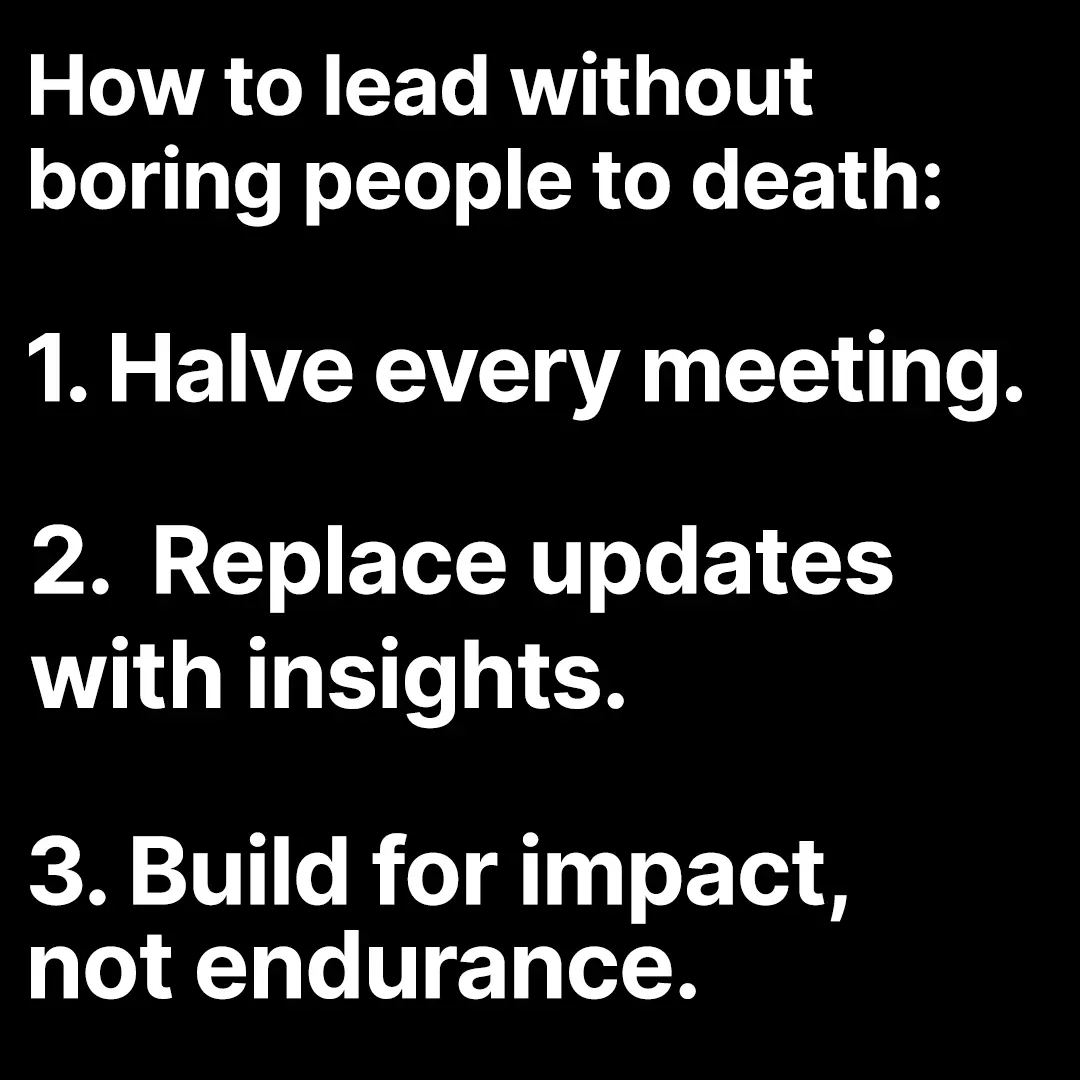 How to lead without
boring people to death:
1. Halve every meeting.
2. Replace updates
with insights.
3. Build for impact,
not endurance.